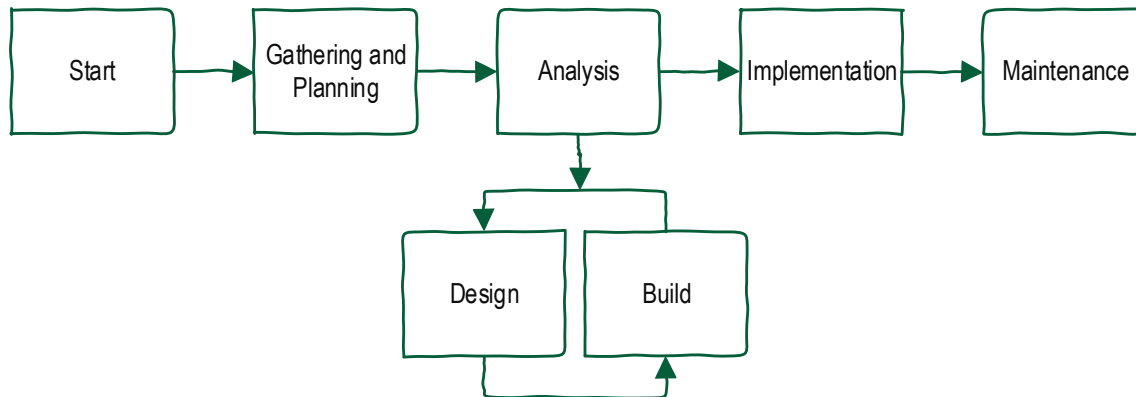 Start
Gathering and
Planning
Analysis
Implementation
Maintenance
Design
Build